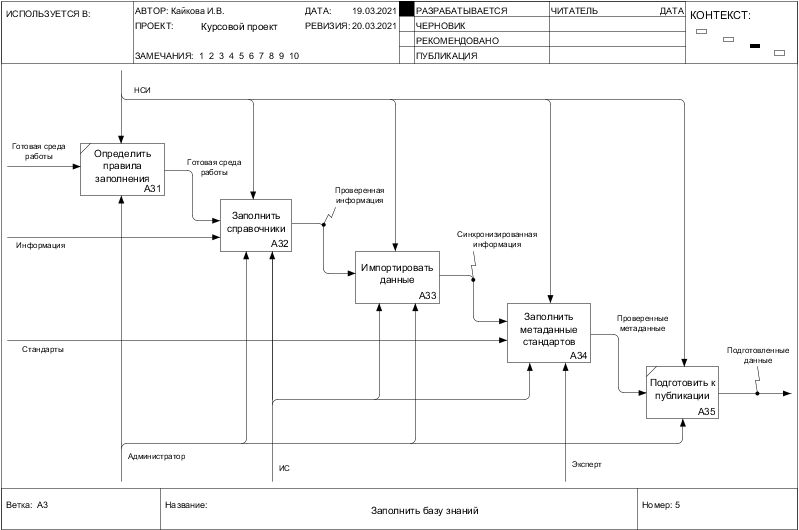 ИСПОЛЬЗУЕТСЯ В:
АВТОР: Кайкова И.В.
ДАТА: 19.03.2021
ПРОЕКТ: Курсовой проект
РЕВИЗИЯ: 20.03.2021
ЗАМЕЧАНИЯ: 1 2 3 4 5 6 7 8 9 10
РАЗРАБАТЫВАЕТСЯ
ЧЕРНОВИК
РЕКОМЕНДОВАНО
ПУБЛИКАЦИЯ
ЧИТАТЕЛЬ
ДАТА
КОНТЕКСТ:
НСИ
Готовая среда
работы
Определить
правила
заполнения
A31
Готовая среда
работы
Проверенная
информация
Заполнить
справочники
A32
Информация
Синхронизированная
информация
Импортировать
данные
A33
Заполнить
метаданные
стандартов
A34
Проверенные
метаданные
Стандарты
Подготовленные
данные
Подготовить к
публикации
A35
Администратор
ИС
Эксперт
Ветка: A3
Название:
Заполнить базу знаний
Номер: 5